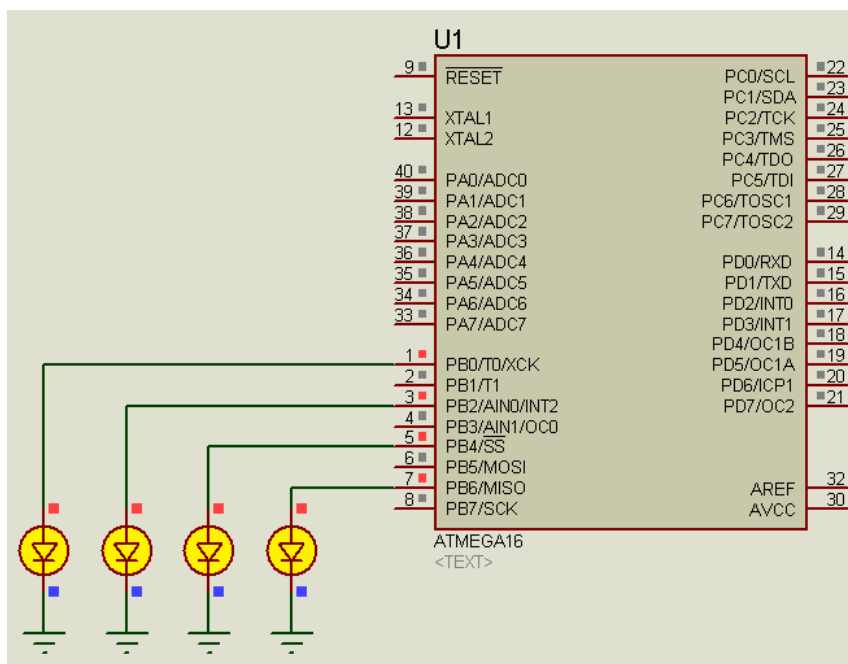 U1
9 RESET
13 XTAL1
12 XTAL2
40 PA0/ADC0
39 PA1/ADC1
38 PA2/ADC2
37 PA3/ADC3
36 PA4/ADC4
35 PA5/ADC5
34 PA6/ADC6
33 PA7/ADC7
1 PB0/T0/XCK
2 PB1/T1
3 PB2/AIN0/INT2
4 PB3/AIN1/OC0
5 PB4/SS
6 PB5/MOSI
7 PB6/MISO
8 PB7/SCK
PC0/SCL 22
PC1/SDA 23
PC2/TCK 24
PC3/TMS 25
PC4/TDO 26
PC5/TDI 27
PC6/TOSC1 28
PC7/TOSC2 29
PD0/RXD 14
PD1/TXD 15
PD2/INT0 16
PD3/INT1 17
PD4/OC1B 18
PD5/OC1A 19
PD6/ICP1 20
PD7/OC2 21
AREF 32
AVCC 30
ATMEGA16
<TEXT>